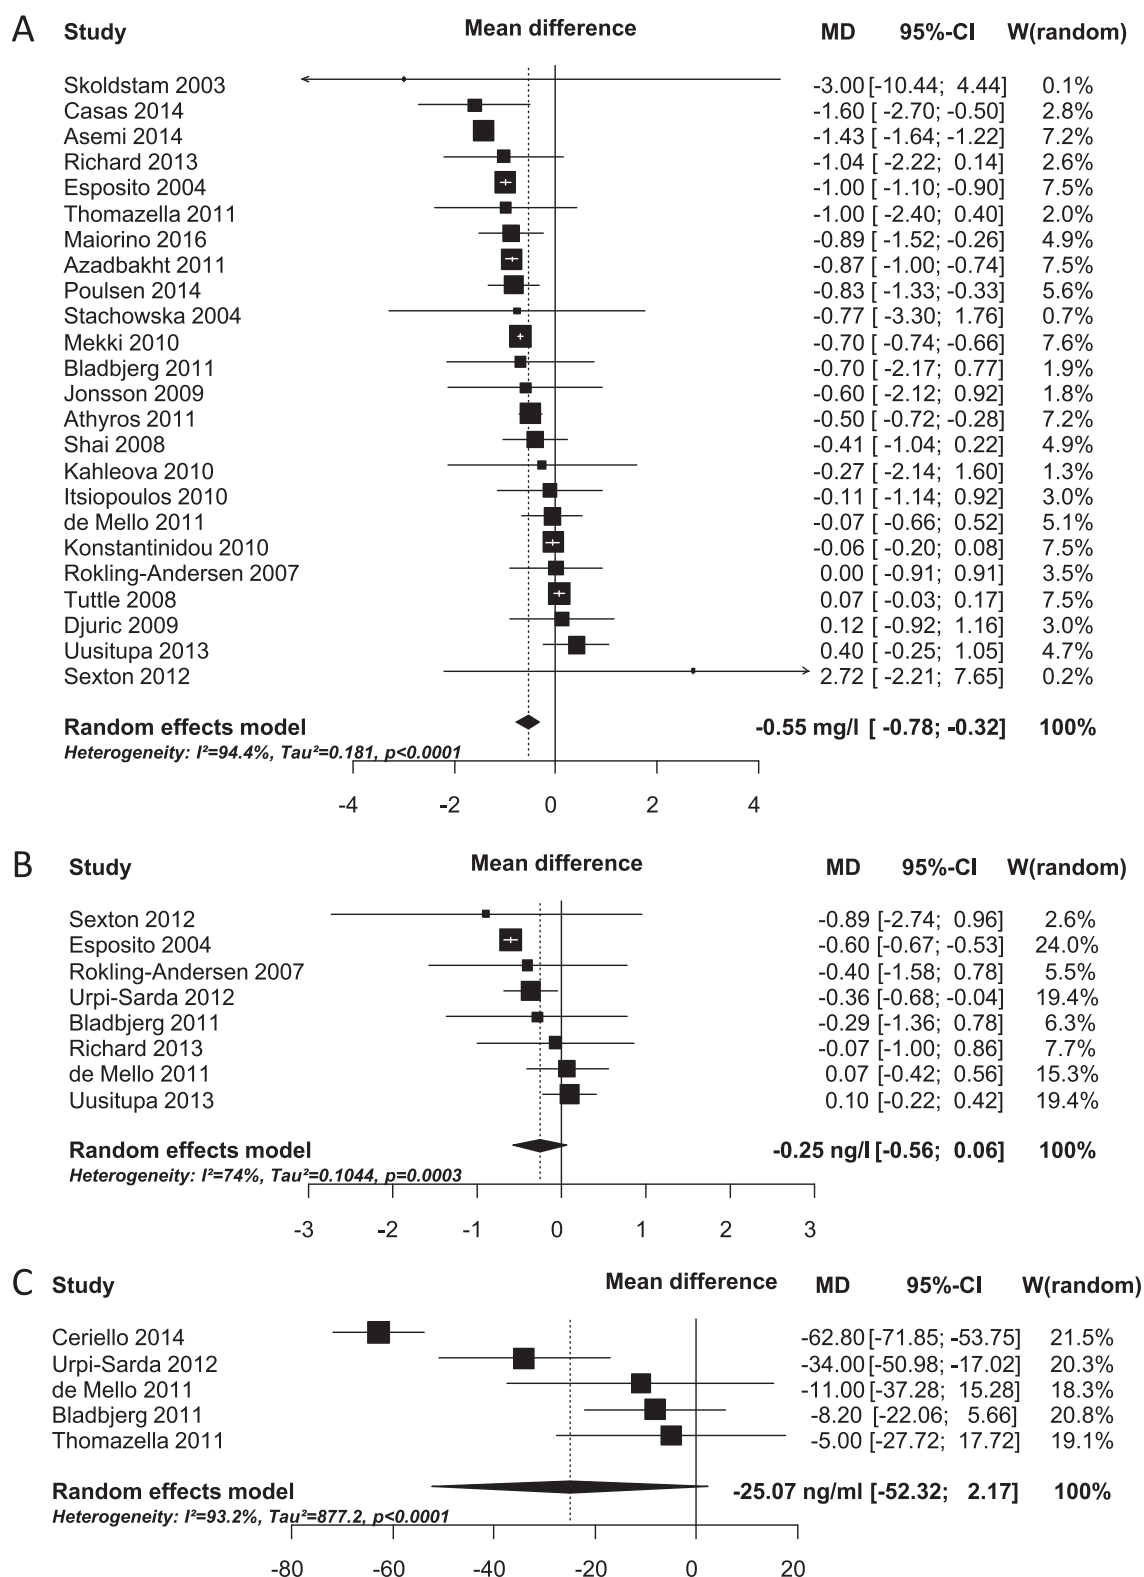 A Study Mean difference MD 95%-CI W(random)
Skoldstam 2003 -3.00 [-10.44; 4.44] 0.1%
Casas 2014 -1.60 [ -2.70; -0.50] 2.8%
Asemi 2014 -1.43 [ -1.64; -1.22] 7.2%
Richard 2013 -1.04 [ -2.22; 0.14] 2.6%
Esposito 2004 -1.00 [ -1.10; -0.90] 7.5%
Thomazella 2011 -1.00 [ -2.40; 0.40] 2.0%
Maiorino 2016 -0.89 [ -1.52; -0.26] 4.9%
Azadbakht 2011 -0.87 [ -1.00; -0.74] 7.5%
Poulsen 2014 -0.83 [ -1.33; -0.33] 5.6%
Stachowska 2004 -0.77 [ -3.30; 1.76] 0.7%
Mekki 2010 -0.70 [ -0.74; -0.66] 7.6%
Bladbjerg 2011 -0.70 [ -2.17; 0.77] 1.9%
Jonsson 2009 -0.60 [ -2.12; 0.92] 1.8%
Athyros 2011 -0.50 [ -0.72; -0.28] 7.2%
Shai 2008 -0.41 [ -1.04; 0.22] 4.9%
Kahleova 2010 -0.27 [ -2.14; 1.60] 1.3%
Itsiopoulos 2010 -0.11 [ -1.14; 0.92] 3.0%
de Mello 2011 -0.07 [ -0.66; 0.52] 5.1%
Konstantinidou 2010 -0.06 [ -0.20; 0.08] 7.5%
Rokling-Andersen 2007 0.00 [ -0.91; 0.91] 3.5%
Tuttle 2008 0.07 [ -0.03; 0.17] 7.5%
Djuric 2009 0.12 [ -0.92; 1.16] 3.0%
Uusitupa 2013 0.40 [ -0.25; 1.05] 4.7%
Sexton 2012 2.72 [ -2.21; 7.65] 0.2%
Random effects model -0.55 mg/l [ -0.78; -0.32] 100%
Heterogeneity: I²=94.4%, Tau²=0.181, p<0.0001
-4 -2 0 2 4
B Study Mean difference MD 95%-CI W(random)
Sexton 2012 -0.89 [-2.74; 0.96] 2.6%
Esposito 2004 -0.60 [-0.67; -0.53] 24.0%
Rokling-Andersen 2007 -0.40 [-1.58; 0.78] 5.5%
Urpi-Sarda 2012 -0.36 [-0.68; -0.04] 19.4%
Bladbjerg 2011 -0.29 [-1.36; 0.78] 6.3%
Richard 2013 -0.07 [-1.00; 0.86] 7.7%
de Mello 2011 0.07 [-0.42; 0.56] 15.3%
Uusitupa 2013 0.10 [-0.22; 0.42] 19.4%
Random effects model -0.25 ng/l [-0.56; 0.06] 100%
Heterogeneity: I²=74%, Tau²=0.1044, p=0.0003
-3 -2 -1 0 1 2 3
C Study Mean difference MD 95%-CI W(random)
Ceriello 2014 -62.80 [-71.85; -53.75] 21.5%
Urpi-Sarda 2012 -34.00 [-50.98; -17.02] 20.3%
de Mello 2011 -11.00 [-37.28; 15.28] 18.3%
Bladbjerg 2011 -8.20 [-22.06; 5.66] 20.8%
Thomazella 2011 -5.00 [-27.72; 17.72] 19.1%
Random effects model -25.07 ng/ml [-52.32; 2.17] 100%
Heterogeneity: I²=93.2%, Tau²=877.2, p<0.0001
-80 -60 -40 -20 0 20